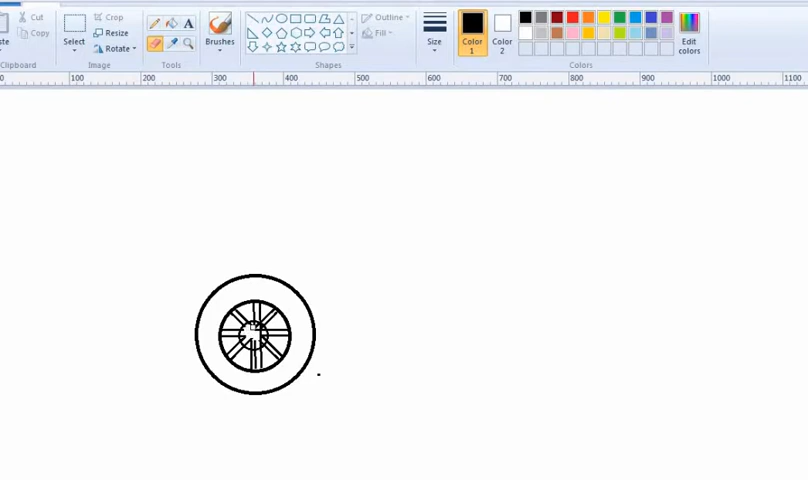 Cut
Copy
Clipboard
Select
Crop
Resize
Rotate
Image
A
Tools
Brushes
Outline
Fill
Shapes
Size
Color
1
Color
2
Edit
colors
Colors
100
200
300
400
500
600
700
800
900
1000
1100